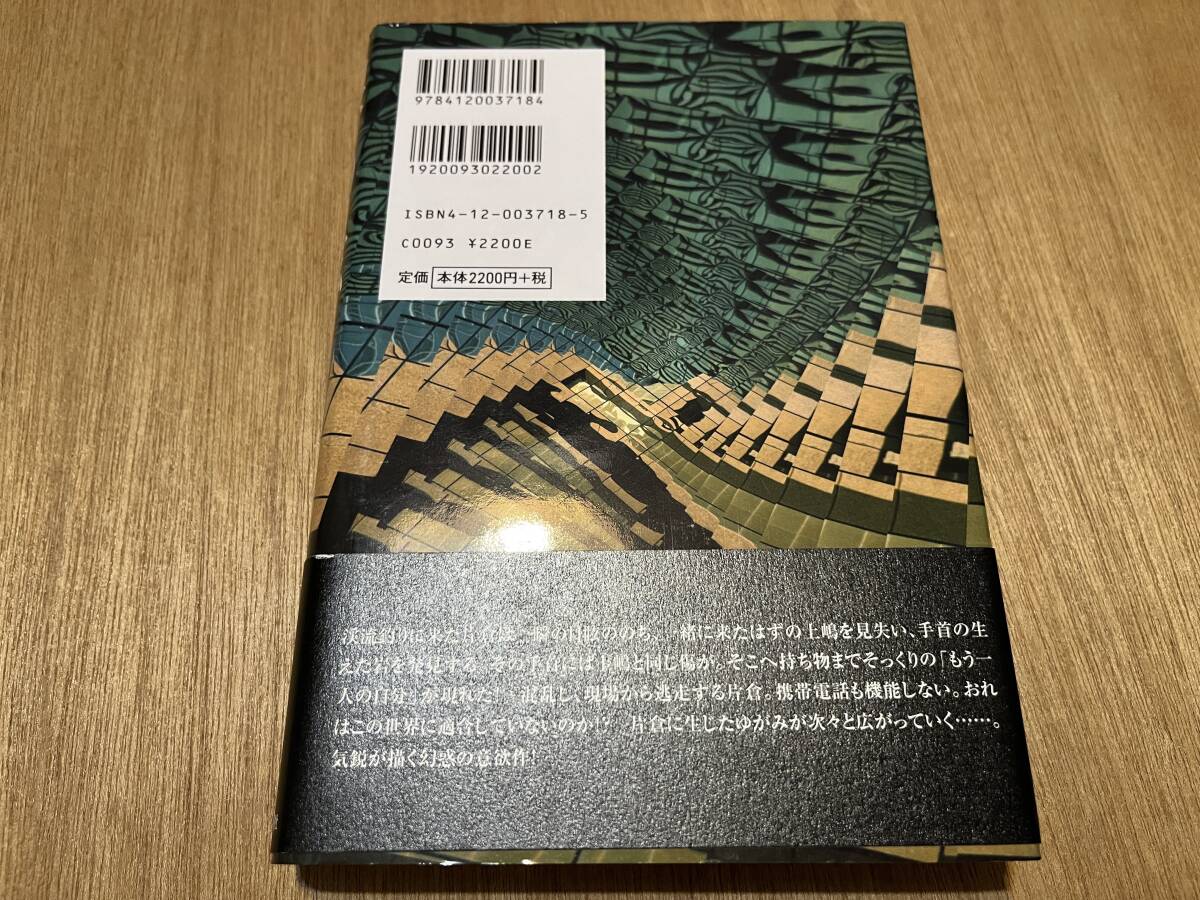 9784120037184
1920093022002
ISBN4-12-003718-5
C0093 ¥2200E
定価 本体2200円+税
渓流釣りに来た片倉は一瞬の目眩ののち、一緒に来たはずの上嶋を見失い、手首の生
えた岩を発見する。その手首には上嶋と同じ傷が。そこへ持ち物までそっくりの「もう一
人の自分」が現れた! 混乱し、現場から逃走する片倉。携帯電話も機能しない。おれ
はこの世界に適合していないのか!? 片倉に生じたゆがみが次々と広がっていく……。
気鋭が描く幻惑の意欲作!